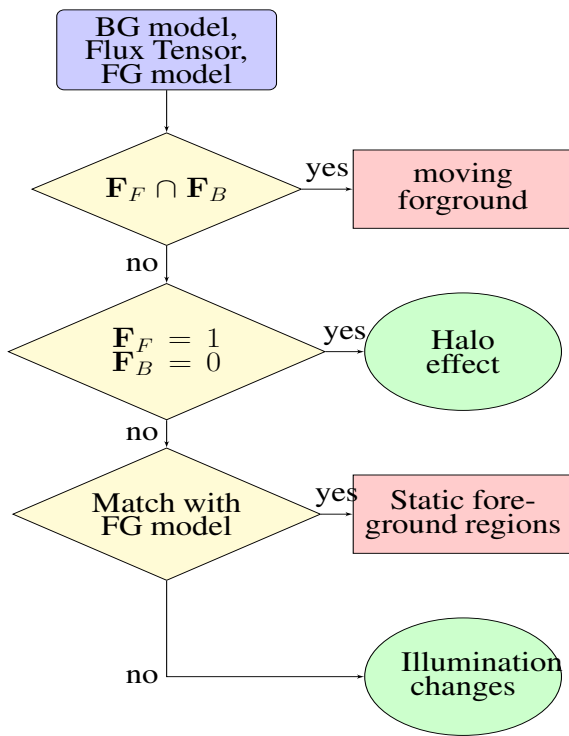 BG model,
Flux Tensor,
FG model
F_F ∩ F_B
yes
moving
forground
no
F_F = 1
F_B = 0
yes
Halo
effect
no
Match with
FG model
yes
Static fore-
ground regions
no
Illumination
changes